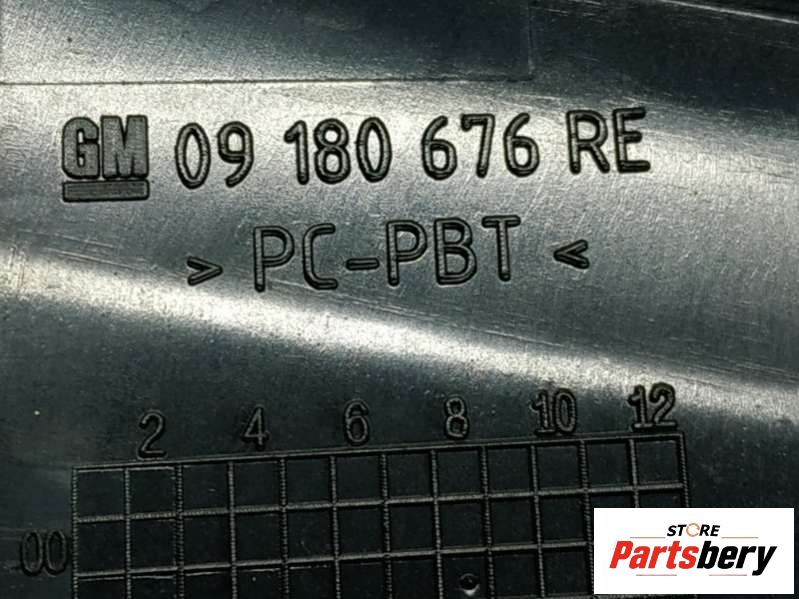 GM 09 180 676 RE
> PC-PBT <
2 4 6 8 10 12
00
STORE
Partsbery